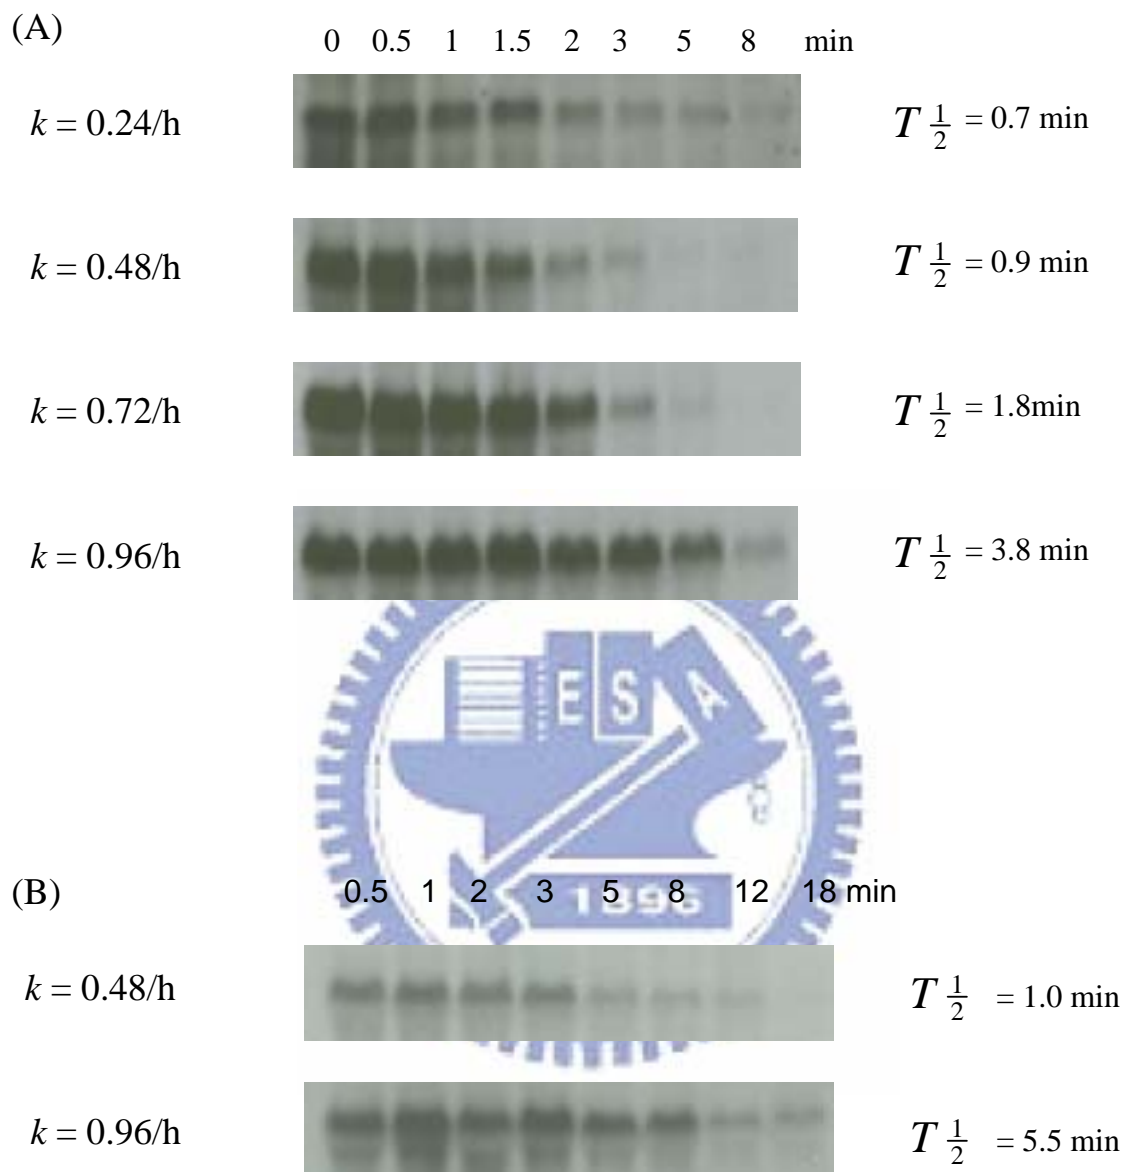 (A)
0 0.5 1 1.5 2 3 5 8 min
k = 0.24/h T 1/2 = 0.7 min
k = 0.48/h T 1/2 = 0.9 min
k = 0.72/h T 1/2 = 1.8min
k = 0.96/h T 1/2 = 3.8 min
E S A
(B) 0.5 1 2 3 5 8 12 18 min
1896
k = 0.48/h T 1/2 = 1.0 min
k = 0.96/h T 1/2 = 5.5 min